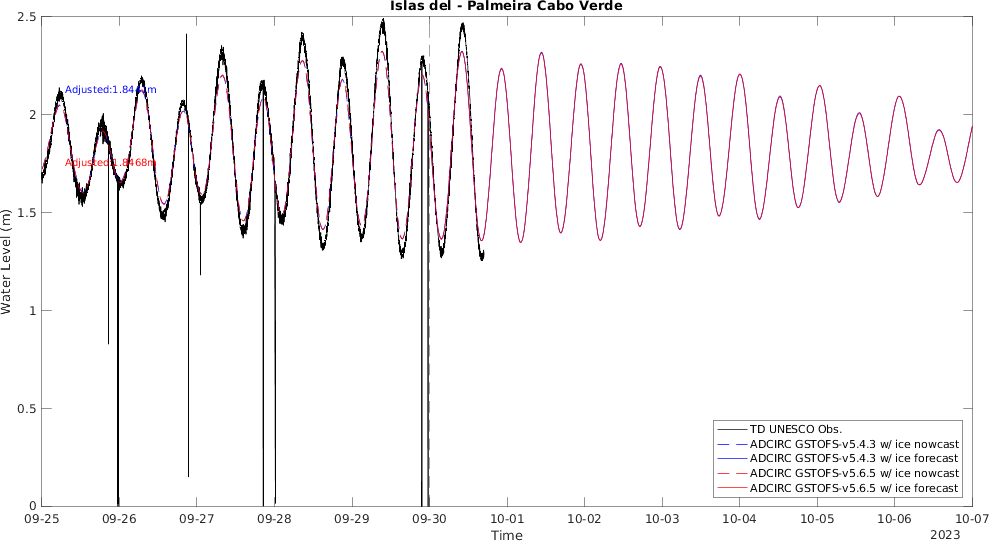 Islas del - Palmeira Cabo Verde
2.5
2
1.5
1
0.5
0
Water Level (m)
Adjusted:1.8468m
09-25 09-26 09-27 09-28 09-29 09-30 10-01 10-02 10-03 10-04 10-05 10-06 10-07
Time
2023
TD UNESCO Obs.
ADCIRC GSTOFS-v5.4.3 w/ ice nowcast
ADCIRC GSTOFS-v5.4.3 w/ ice forecast
ADCIRC GSTOFS-v5.6.5 w/ ice nowcast
ADCIRC GSTOFS-v5.6.5 w/ ice forecast